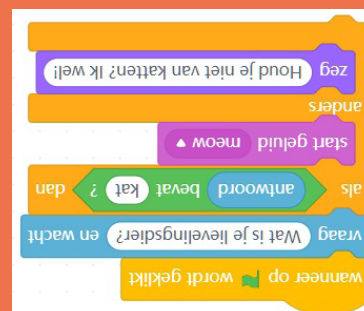 wanneer op wordt geklikt
vraag Wat is je lievelingsdier? en wacht
als antwoord bevat kat ? dan
start geluid meow
anders
zeg Houd je niet van katten? Ik wel!